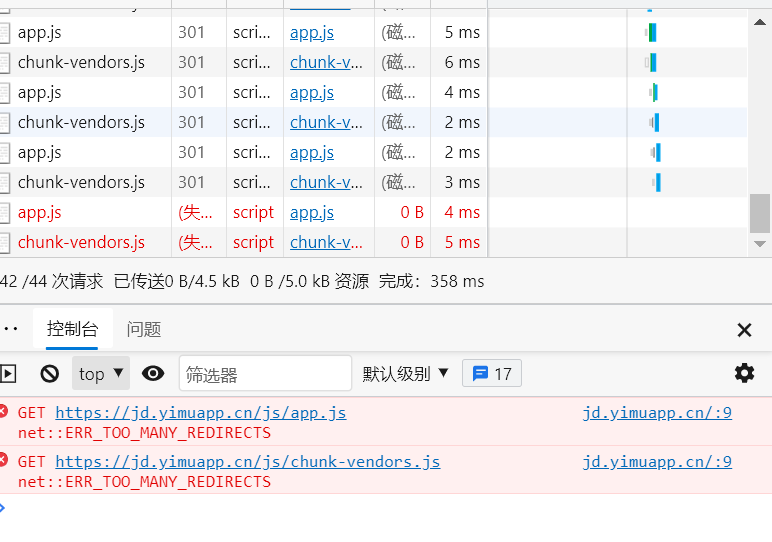 app.js 301 scri... app.js (磁... 5 ms
chunk-vendors.js 301 scri... chunk-v... (磁... 6 ms
app.js 301 scri... app.js (磁... 4 ms
chunk-vendors.js 301 scri... chunk-v... (磁... 2 ms
app.js 301 scri... app.js (磁... 2 ms
chunk-vendors.js 301 scri... chunk-v... (磁... 3 ms
app.js (失... script app.js 0 B 4 ms
chunk-vendors.js (失... script chunk-v... 0 B 5 ms
42 /44 次请求 已传送0 B/4.5 kB 0 B /5.0 kB 资源 完成: 358 ms
控制台 问题
top 筛选器 默认级别 17
GET https://jd.yimuapp.cn/js/app.js jd.yimuapp.cn/:9
net::ERR_TOO_MANY_REDIRECTS
GET https://jd.yimuapp.cn/js/chunk-vendors.js jd.yimuapp.cn/:9
net::ERR_TOO_MANY_REDIRECTS